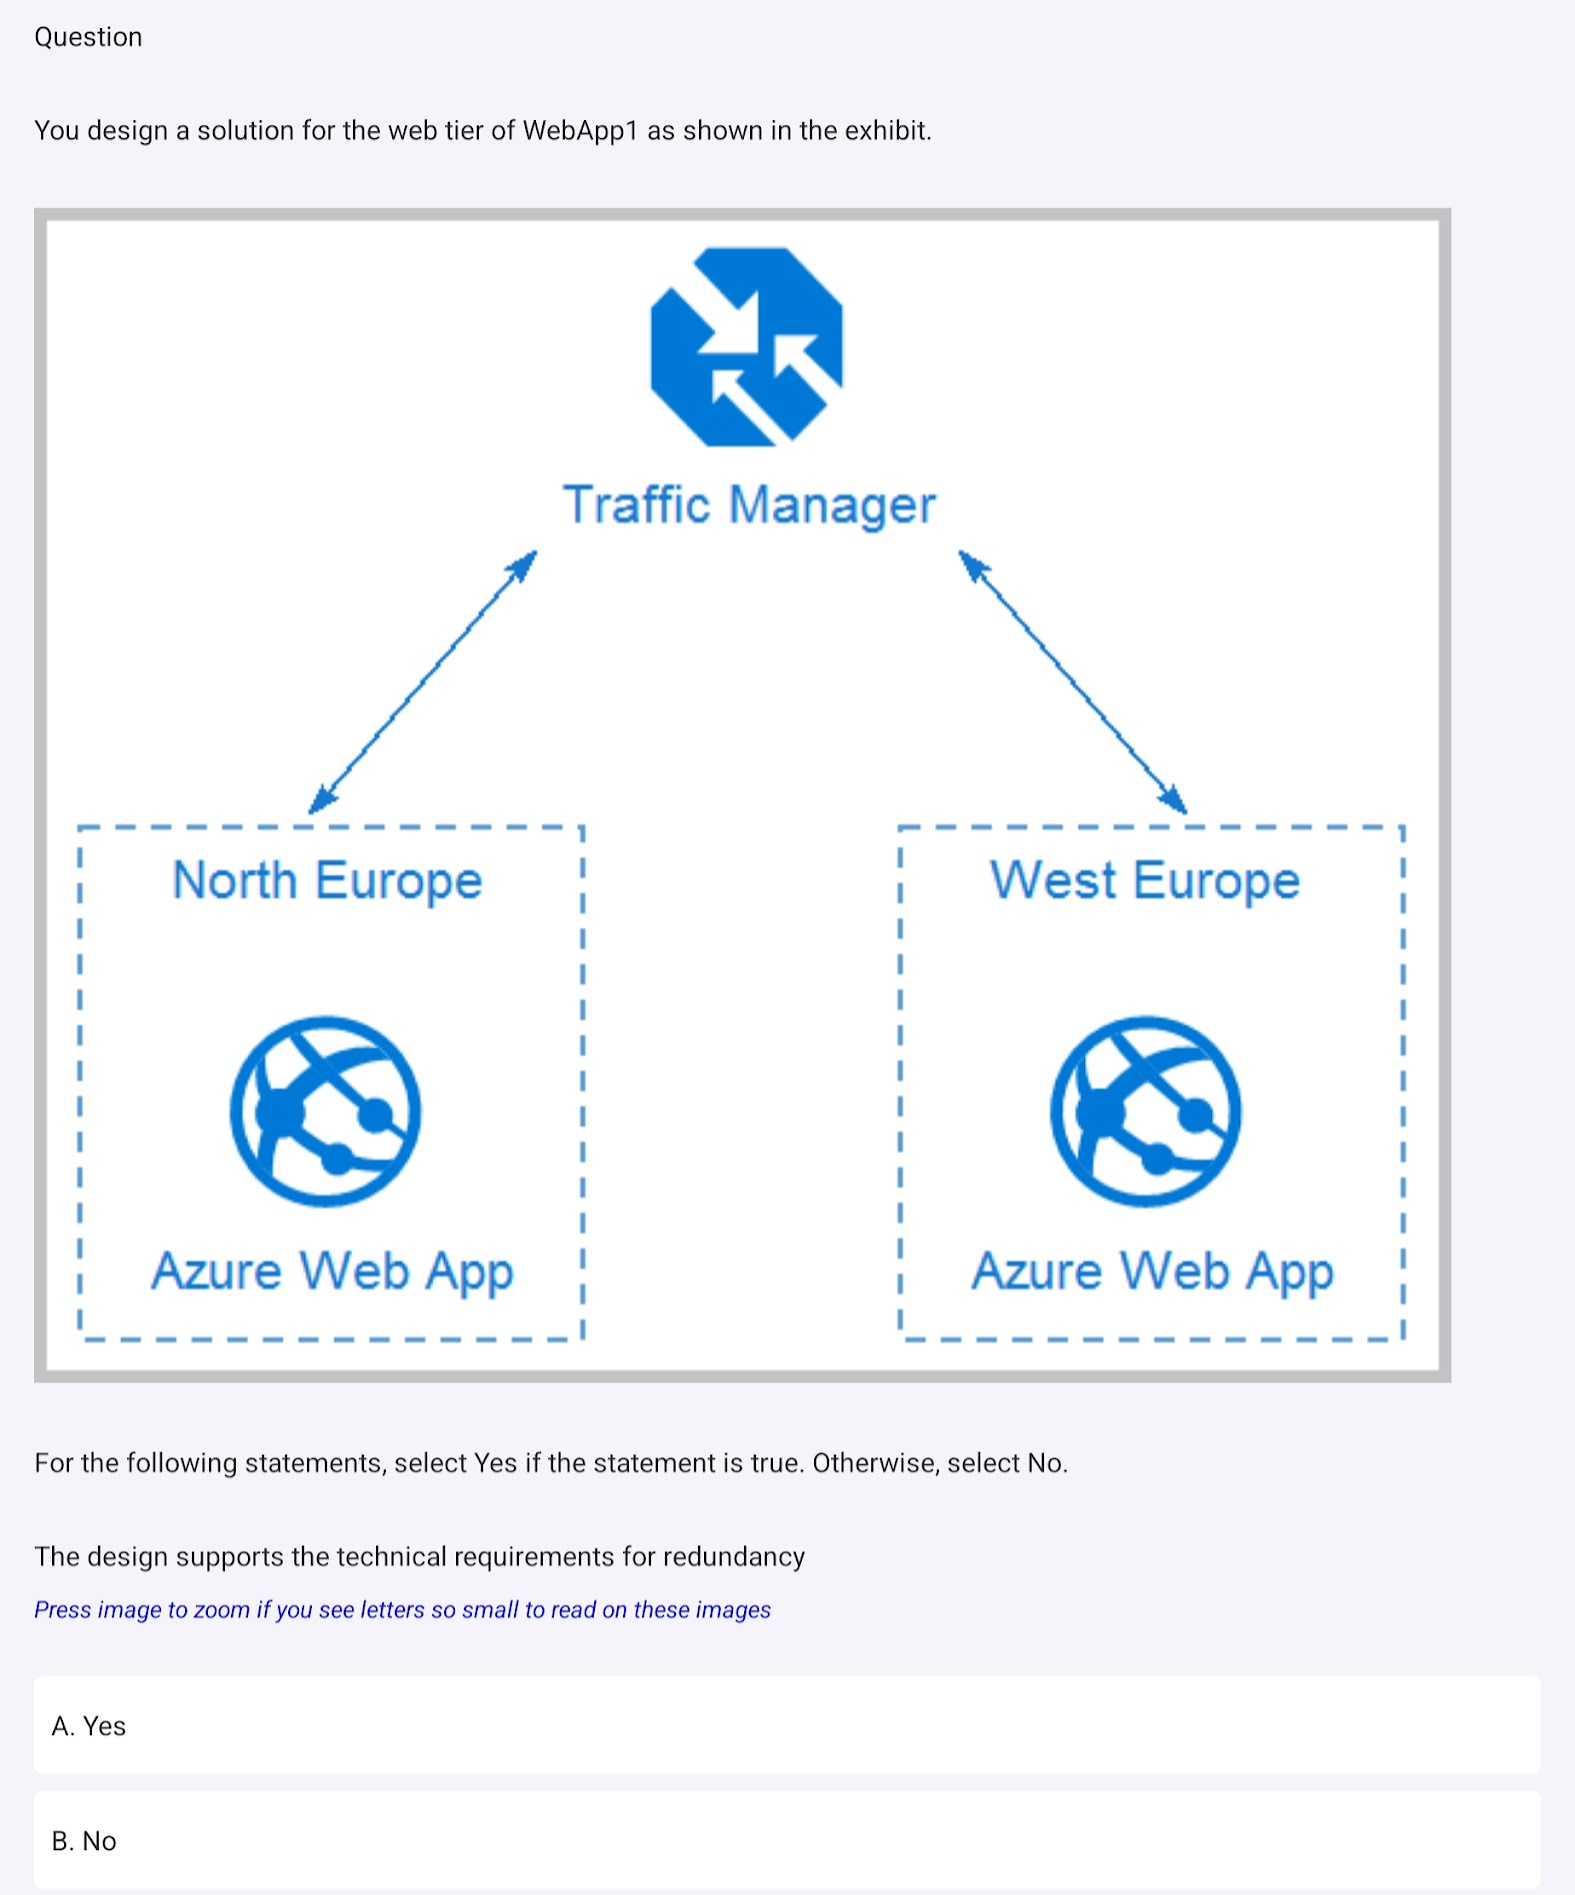 Question
You design a solution for the web tier of WebApp1 as shown in the exhibit.
Traffic Manager
North Europe
Azure Web App
West Europe
Azure Web App
For the following statements, select Yes if the statement is true. Otherwise, select No.
The design supports the technical requirements for redundancy
Press image to zoom if you see letters so small to read on these images
A. Yes
B. No